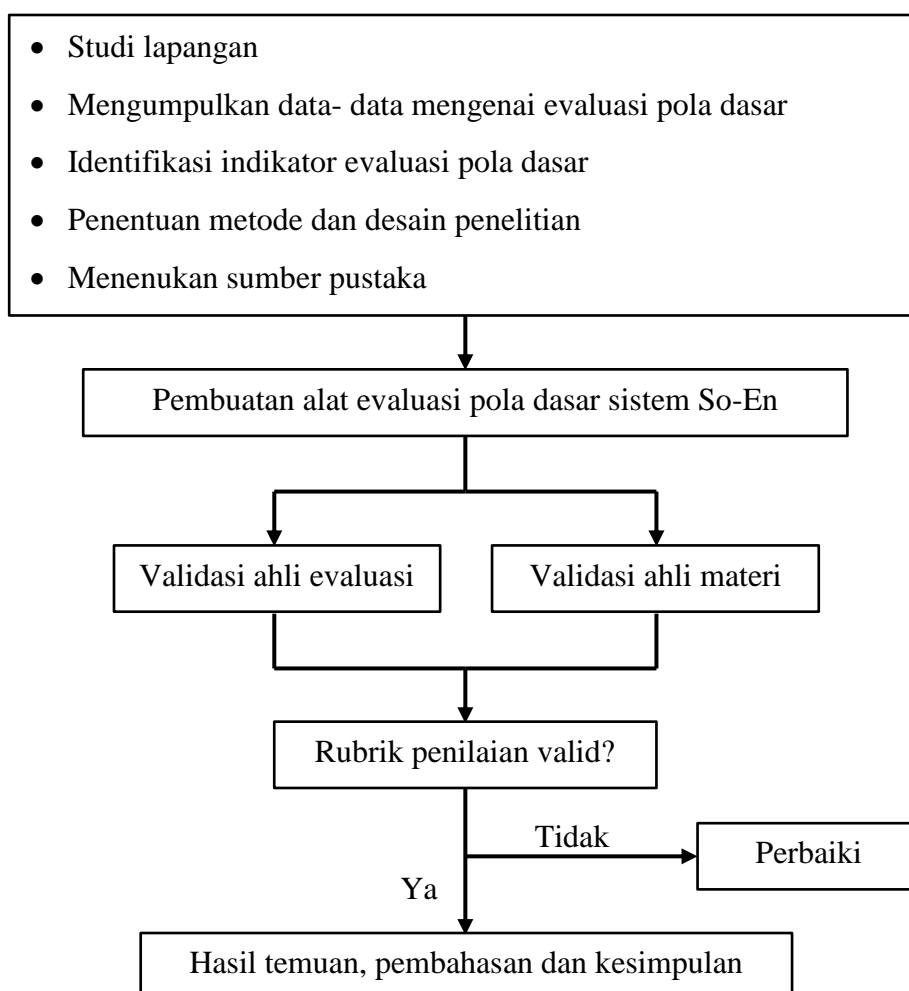 • Studi lapangan
• Mengumpulkan data- data mengenai evaluasi pola dasar
• Identifikasi indikator evaluasi pola dasar
• Penentuan metode dan desain penelitian
• Menenukan sumber pustaka
Pembuatan alat evaluasi pola dasar sistem So-En
Validasi ahli evaluasi
Validasi ahli materi
Rubrik penilaian valid?
Tidak
Perbaiki
Ya
Hasil temuan, pembahasan dan kesimpulan